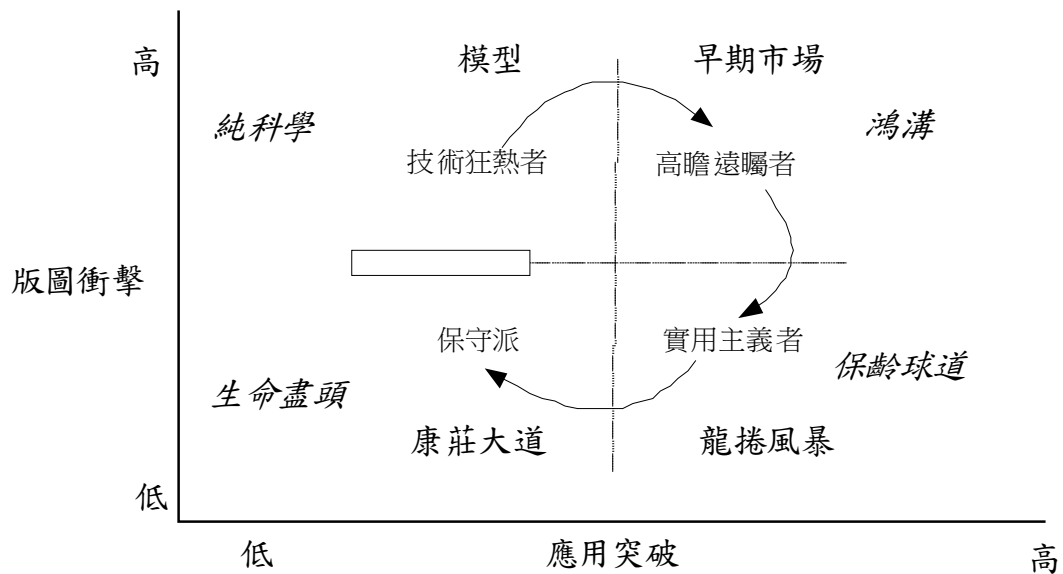 高
模型
早期市場
純科學
鴻溝
技術狂熱者
高瞻遠矚者
版圖衝擊
保守派
實用主義者
保齡球道
生命盡頭
康莊大道
龍捲風暴
低
低
應用突破
高